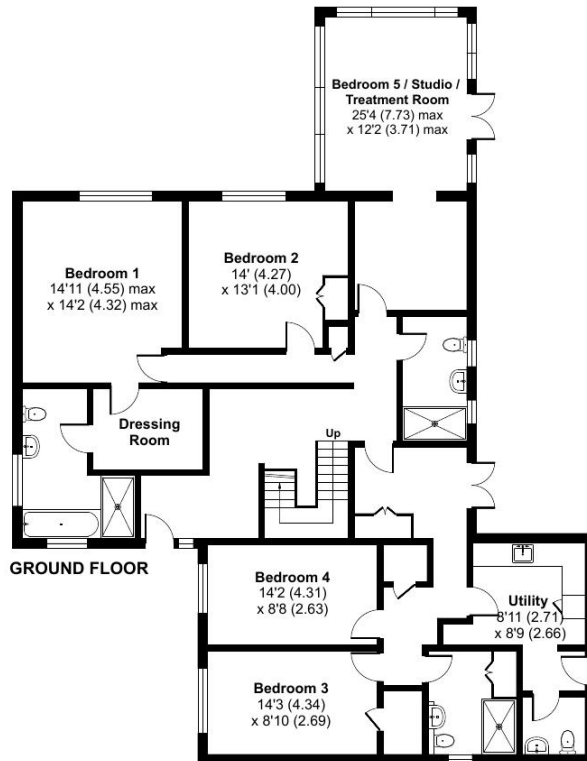 Bedroom 5 / Studio /
Treatment Room
25'4 (7.73) max
x 12'2 (3.71) max
Bedroom 1
14'11 (4.55) max
x 14'2 (4.32) max
Bedroom 2
14' (4.27)
x 13'1 (4.00)
Dressing
Room
Up
GROUND FLOOR
Bedroom 4
14'2 (4.31)
x 8'8 (2.63)
Utility
8'11 (2.71)
x 8'9 (2.66)
Bedroom 3
14'3 (4.34)
x 8'10 (2.69)